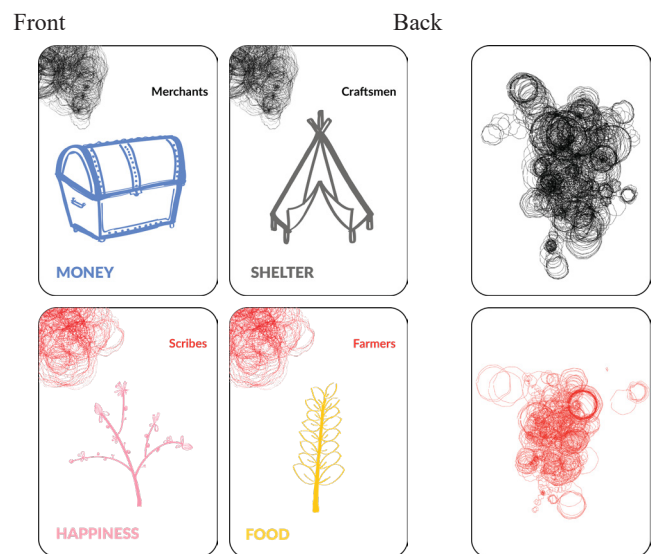 Front
Back
Merchants
Craftsmen
MONEY
SHELTER
Scribes
Farmers
HAPPINESS
FOOD